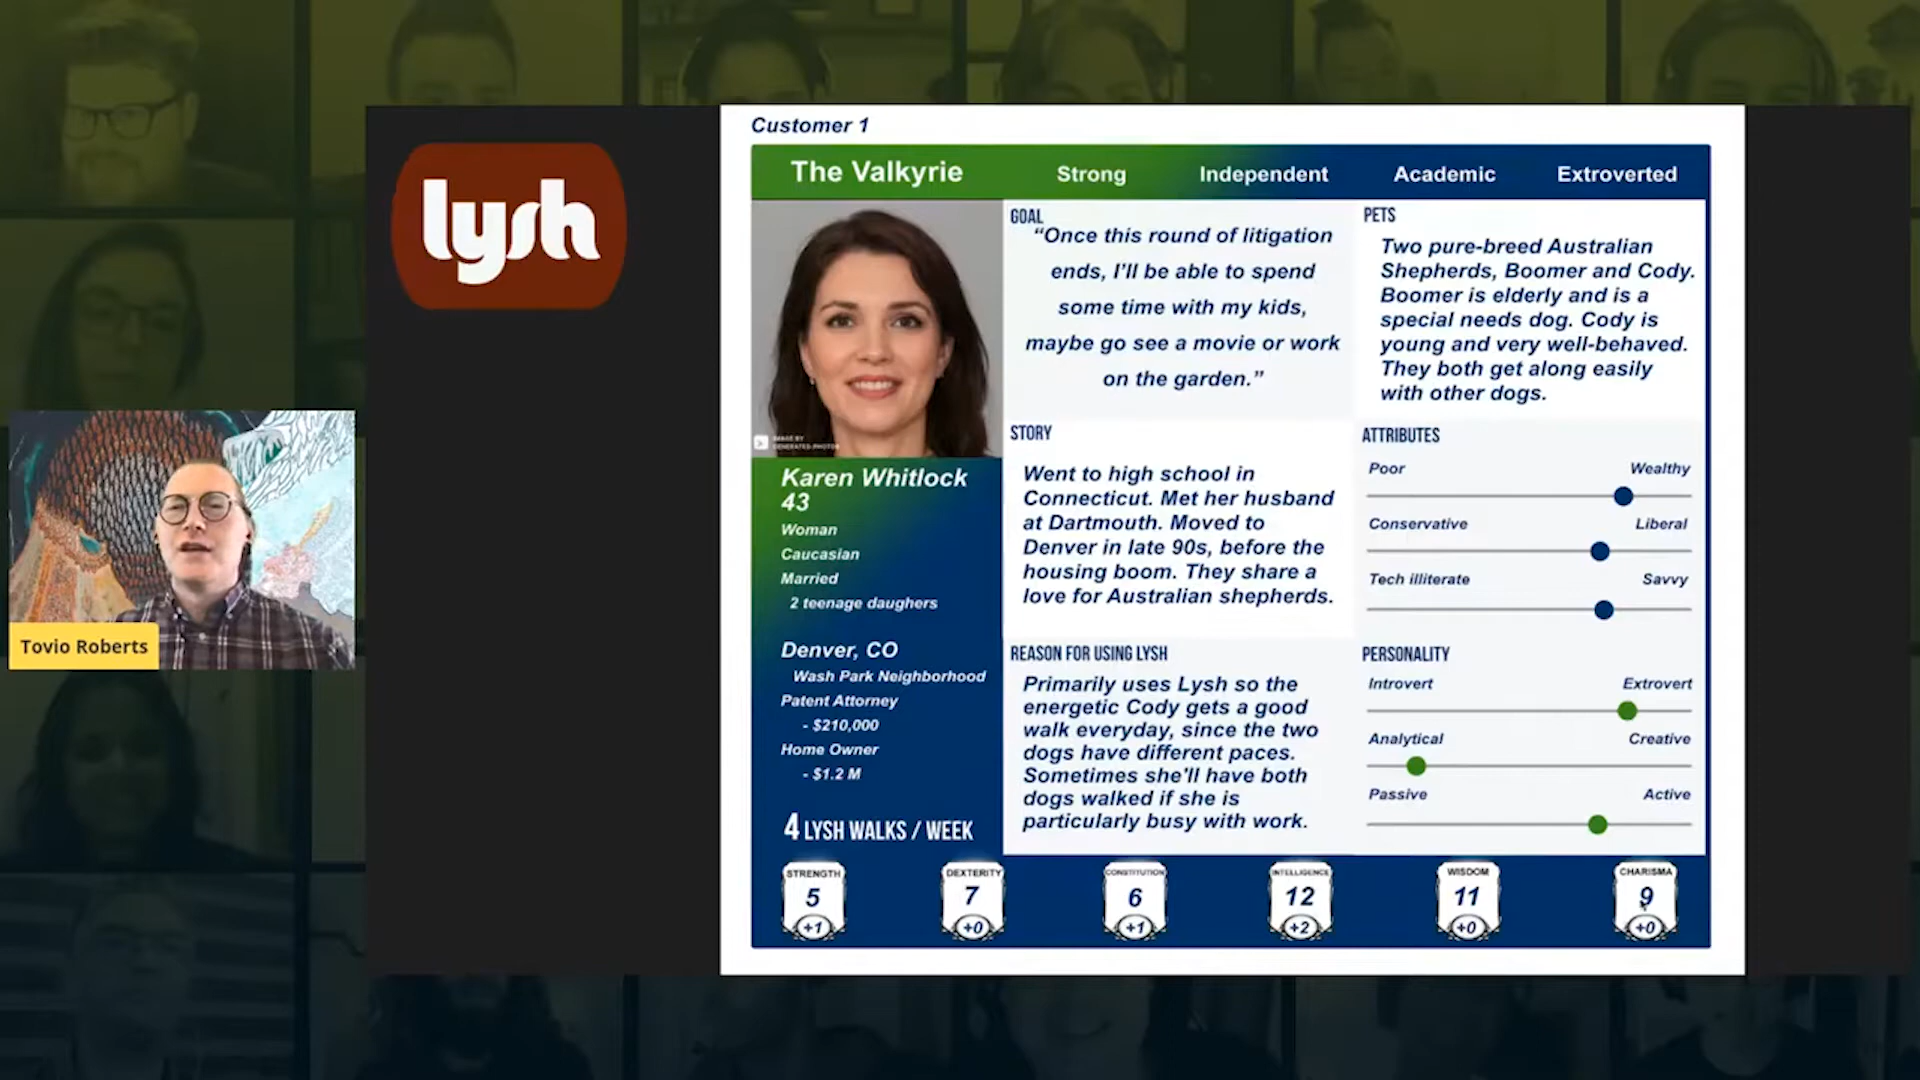 Customer 1
lysh
The Valkyrie
Strong
Independent
Academic
Extroverted
GOAL
“Once this round of litigation
ends, I’ll be able to spend
some time with my kids,
maybe go see a movie or work
on the garden.”
PETS
Two pure-breed Australian
Shepherds, Boomer and Cody.
Boomer is elderly and is a
special needs dog. Cody is
young and very well-behaved.
They both get along easily
with other dogs.
IMAGE BY
GENERATED PHOTOS
STORY
Went to high school in
Connecticut. Met her husband
at Dartmouth. Moved to
Denver in late 90s, before the
housing boom. They share a
love for Australian shepherds.
ATTRIBUTES
Poor
Wealthy
Conservative
Liberal
Tech illiterate
Savvy
Karen Whitlock
43
Woman
Caucasian
Married
2 teenage daughers
Denver, CO
Wash Park Neighborhood
Patent Attorney
- $210,000
Home Owner
- $1.2 M
4 LYSH WALKS / WEEK
REASON FOR USING LYSH
Primarily uses Lysh so the
energetic Cody gets a good
walk everyday, since the two
dogs have different paces.
Sometimes she'll have both
dogs walked if she is
particularly busy with work.
PERSONALITY
Introvert
Extrovert
Analytical
Creative
Passive
Active
STRENGTH
5
+1
DEXTERITY
7
+0
CONSTITUTION
6
+1
INTELLIGENCE
12
+2
WISDOM
11
+0
CHARISMA
9
+0
Tovio Roberts